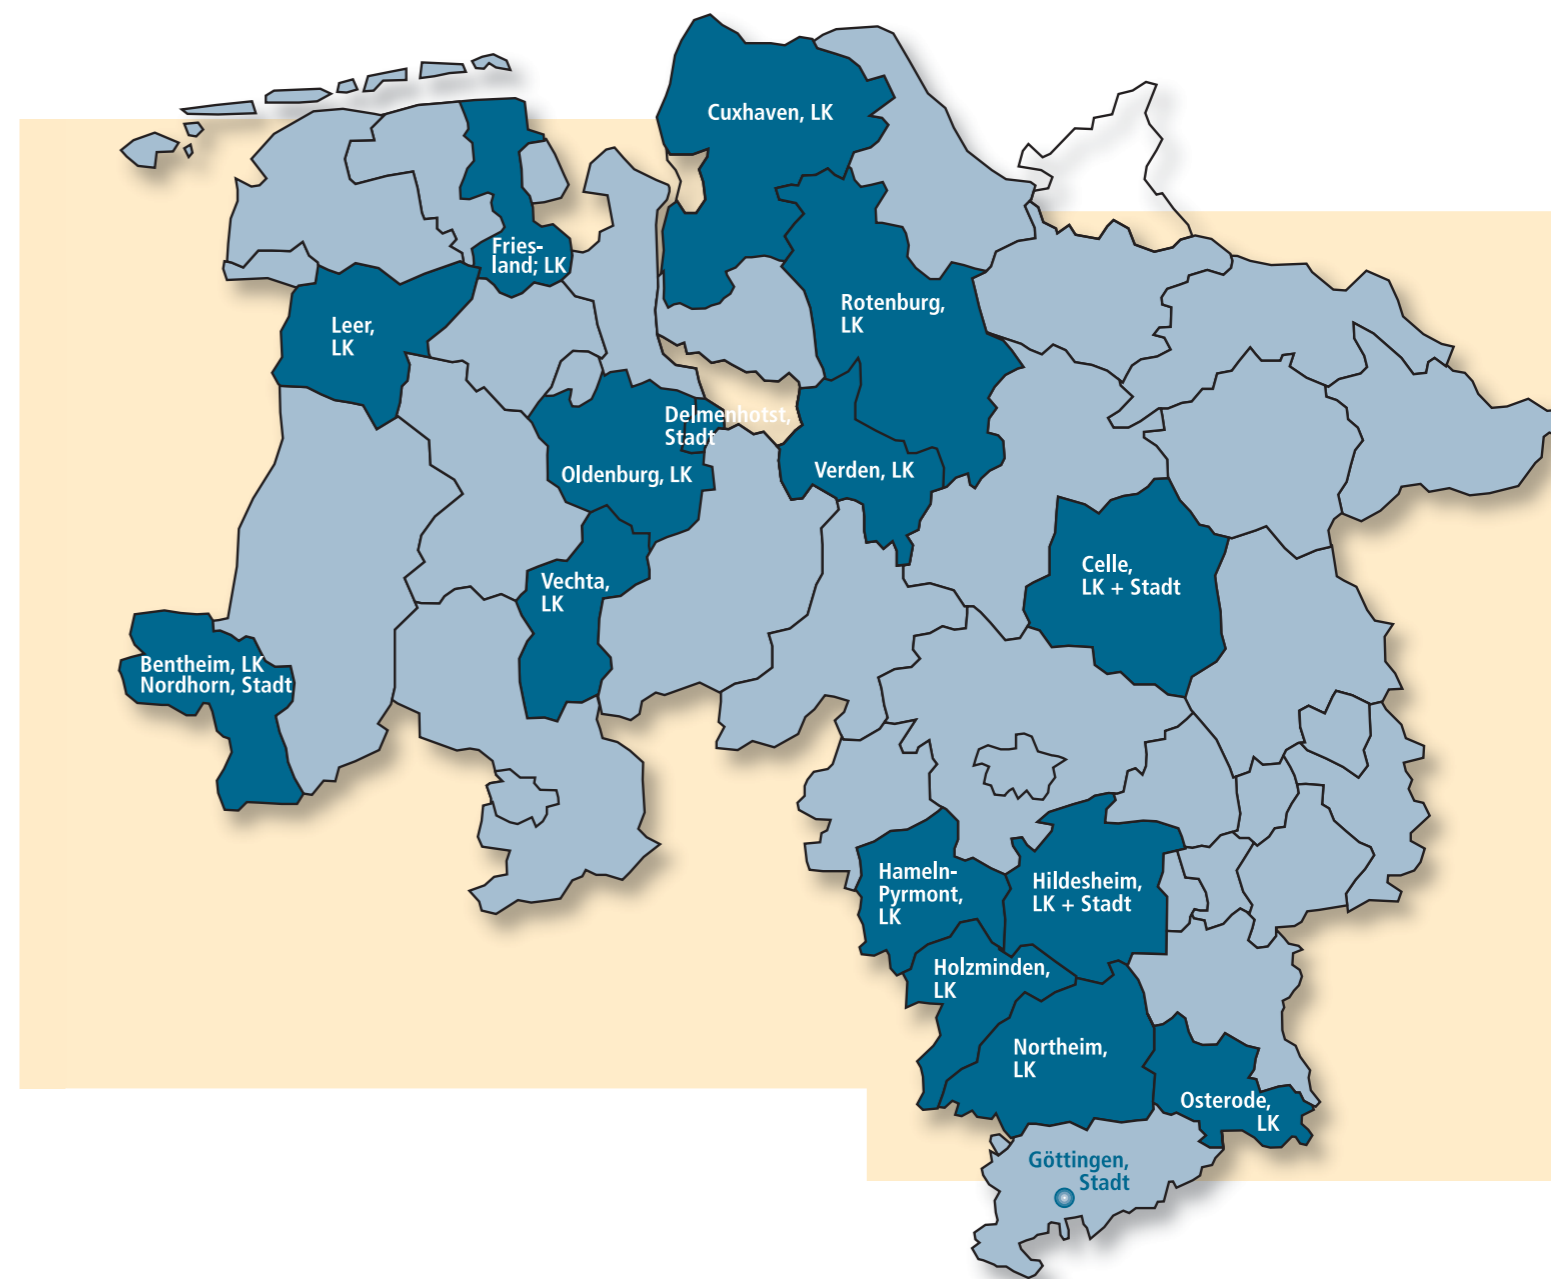 Cuxhaven, LK
Fries-
land; LK
Leer,
LK
Rotenburg,
LK
Delmenhotst,
Stadt
Oldenburg, LK
Verden, LK
Vechta,
LK
Celle,
LK + Stadt
Bentheim, LK
Nordhorn, Stadt
Hameln-
Pyrmont,
LK
Hildesheim,
LK + Stadt
Holzminden,
LK
Northeim,
LK
Osterode,
LK
Göttingen,
Stadt